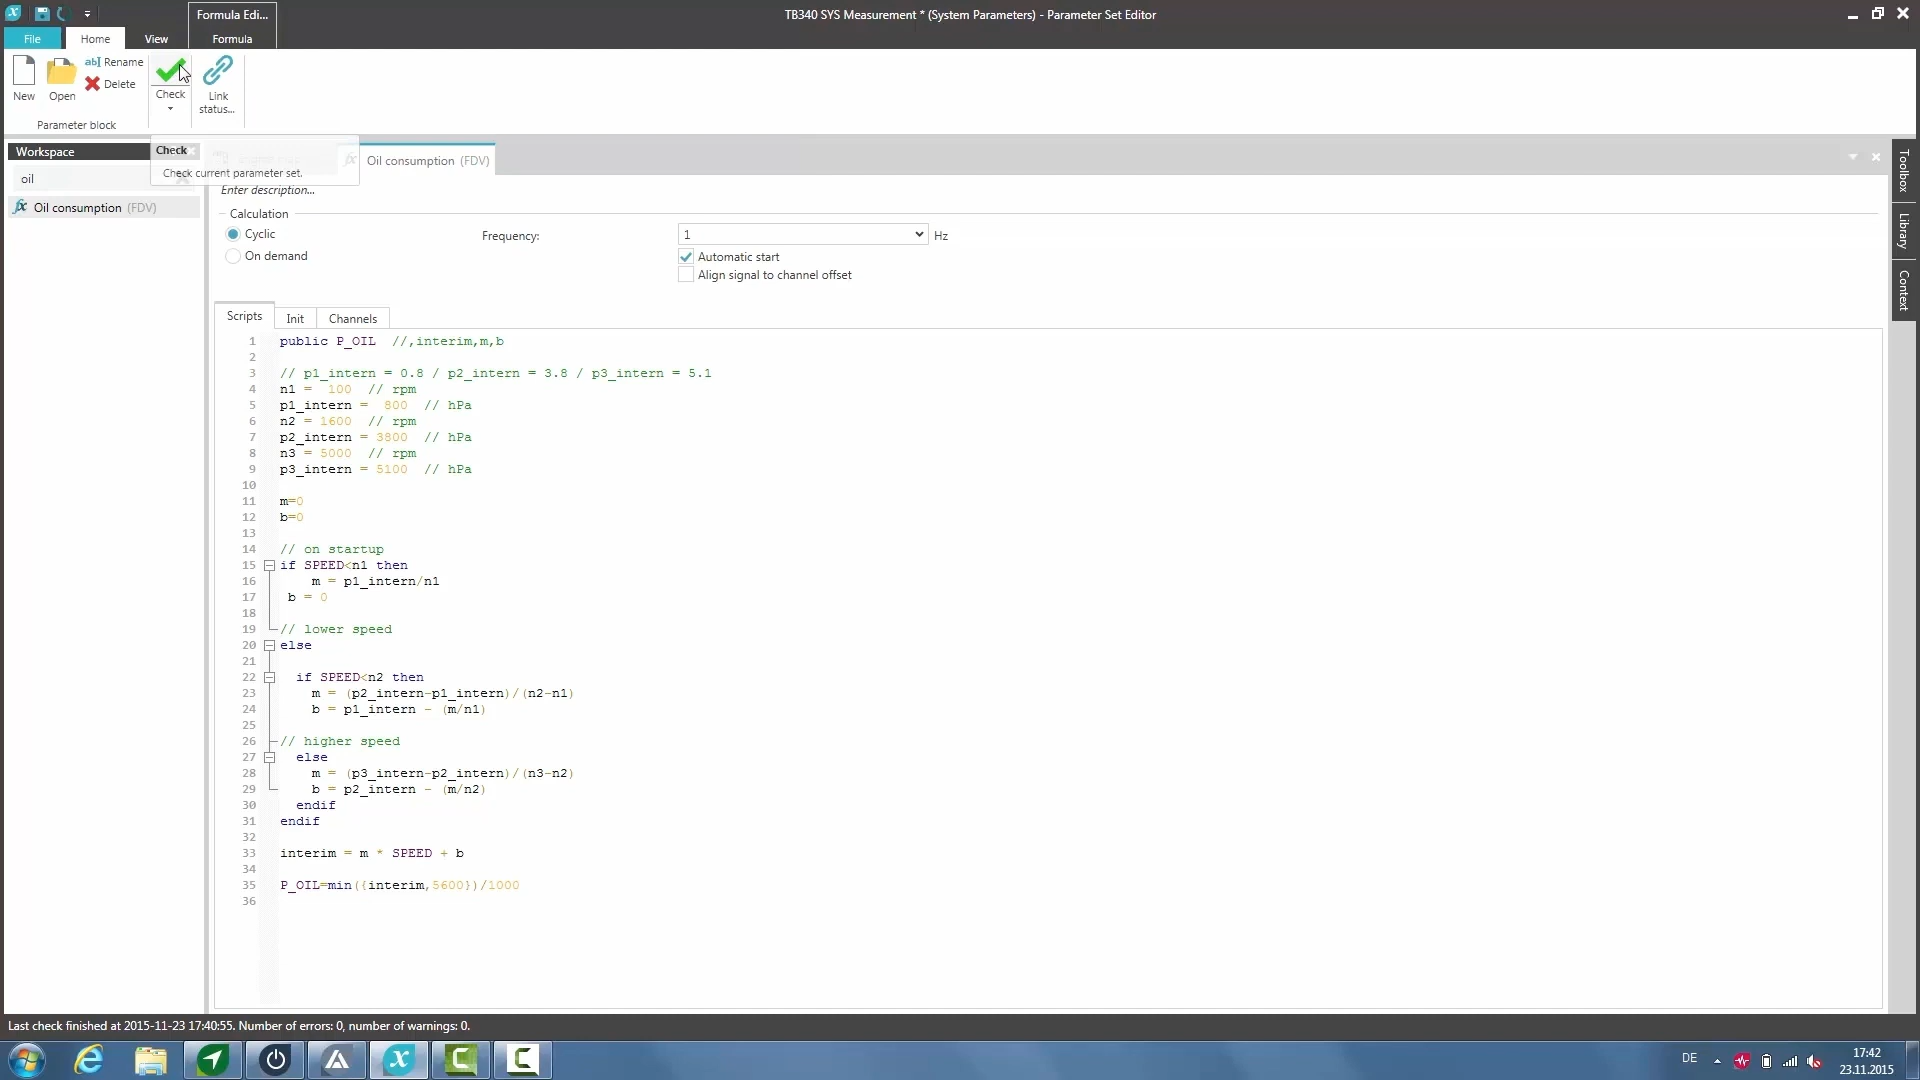 Formula Edi...
TB340 SYS Measurement * (System Parameters) - Parameter Set Editor
File
Home
View
Formula
New
Open
ab| Rename
Delete
Check
Link status...
Parameter block
Workspace
oil
Oil consumption (FDV)
Check
Check current parameter set.
fx Oil consumption (FDV)
Enter description...
Calculation
Cyclic
On demand
Frequency:
1
Hz
Automatic start
Align signal to channel offset
Scripts
Init
Channels
1 public P_OIL //,interim,m,b
2
3 // p1_intern = 0.8 / p2_intern = 3.8 / p3_intern = 5.1
4 n1 = 100 // rpm
5 p1_intern = 800 // hPa
6 n2 = 1600 // rpm
7 p2_intern = 3800 // hPa
8 n3 = 5000 // rpm
9 p3_intern = 5100 // hPa
10
11 m=0
12 b=0
13
14 // on startup
15 if SPEED<n1 then
16 m = p1_intern/n1
17 b = 0
18
19 // lower speed
20 else
21
22 if SPEED<n2 then
23 m = (p2_intern-p1_intern)/(n2-n1)
24 b = p1_intern - (m/n1)
25
26 // higher speed
27 else
28 m = (p3_intern-p2_intern)/(n3-n2)
29 b = p2_intern - (m/n2)
30 endif
31 endif
32
33 interim = m * SPEED + b
34
35 P_OIL=min({interim,5600})/1000
36
Toolbox
Library
Context
Last check finished at 2015-11-23 17:40:55. Number of errors: 0, number of warnings: 0.
DE
17:42
23.11.2015